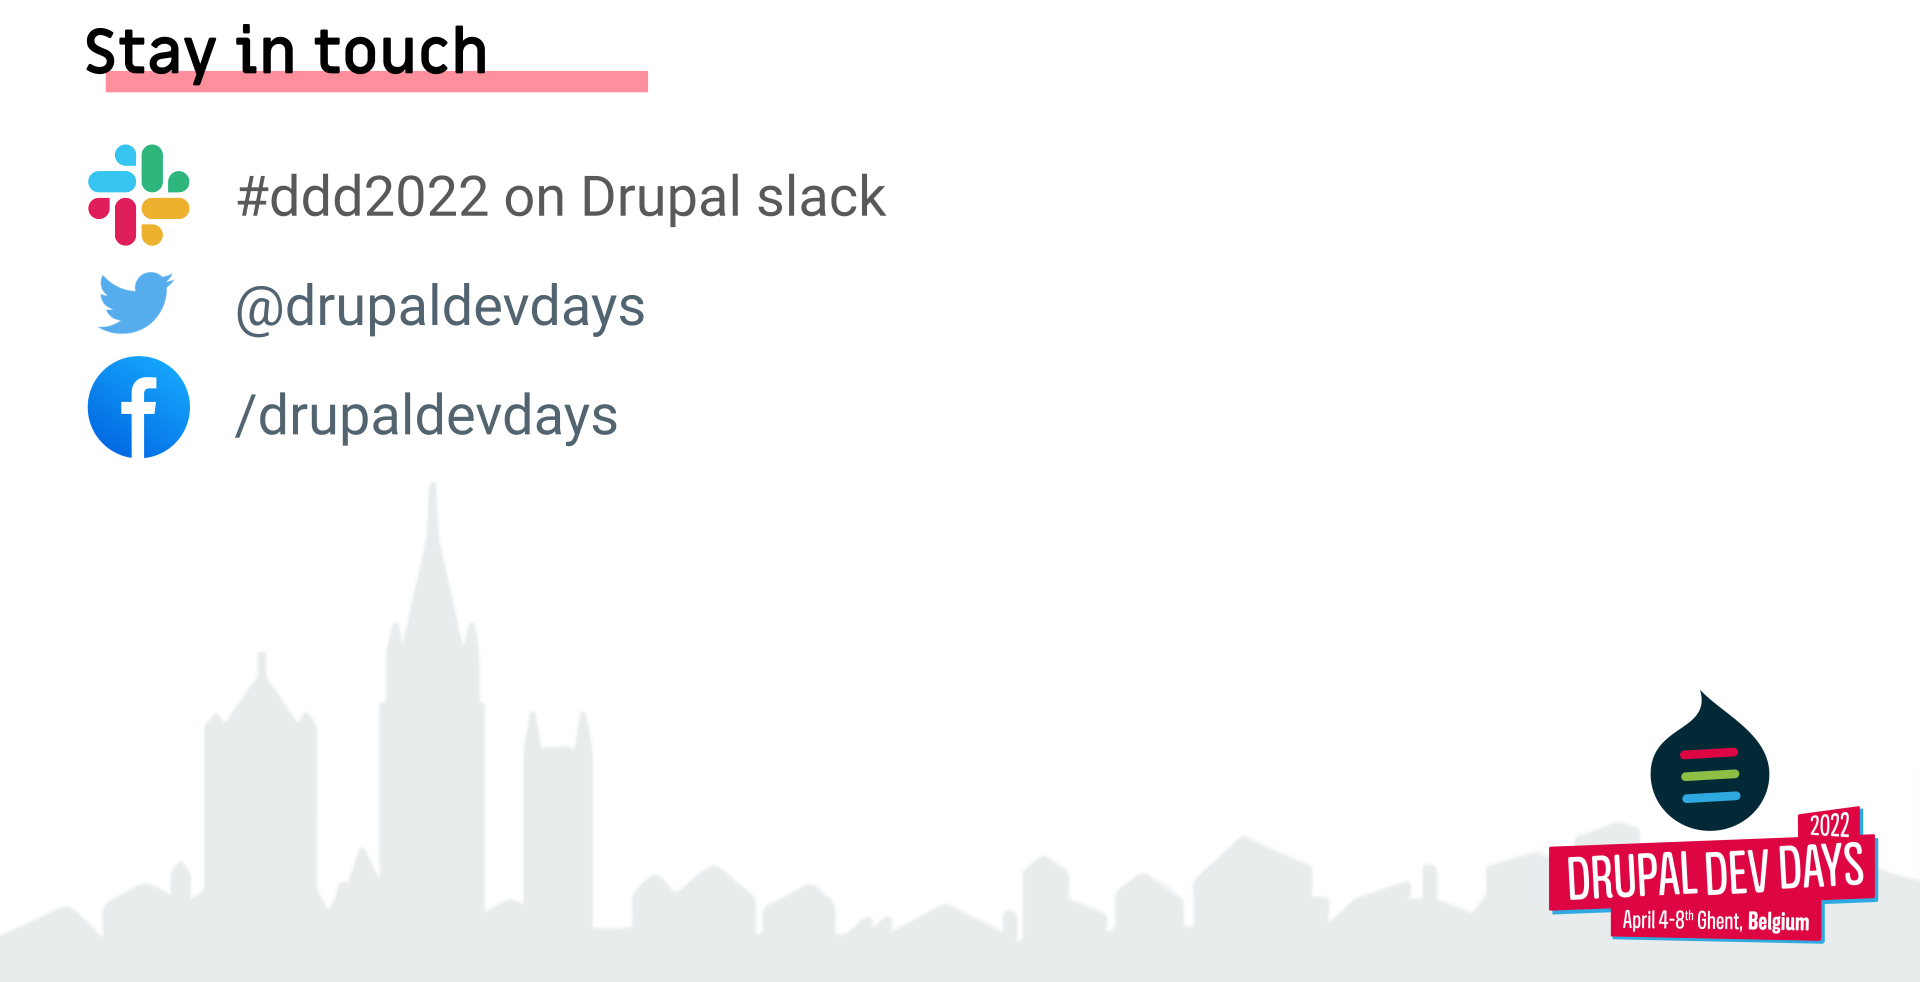 Stay in touch
#ddd2022 on Drupal slack
@drupaldevdays
/drupaldevdays
2022
DRUPAL DEV DAYS
April 4-8th Ghent, Belgium